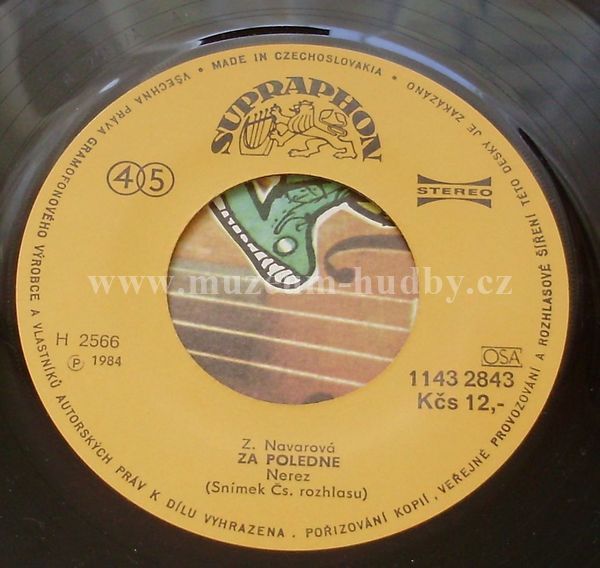 VŠECHNA PRÁVA GRAMOFONOVÉHO VÝROBCE A VLASTNÍKŮ AUTORSKÝCH PRÁV K DÍLU VYHRAZENA. POŘIZOVÁNÍ KOPIÍ, VEŘEJNÉ PROVOZOVÁNÍ A ROZHLASOVÉ ŠÍŘENÍ TÉTO DESKY JE ZAKÁZÁNO
• MADE IN CZECHOSLOVAKIA •
SUPRAPHON
45
STEREO
www.muzeum-hudby.cz
H 2566
Ⓟ 1984
OSA
1143 2843
Kčs 12,-
Z. Navarová
ZA POLEDNE
Nerez
(Snímek Čs. rozhlasu)